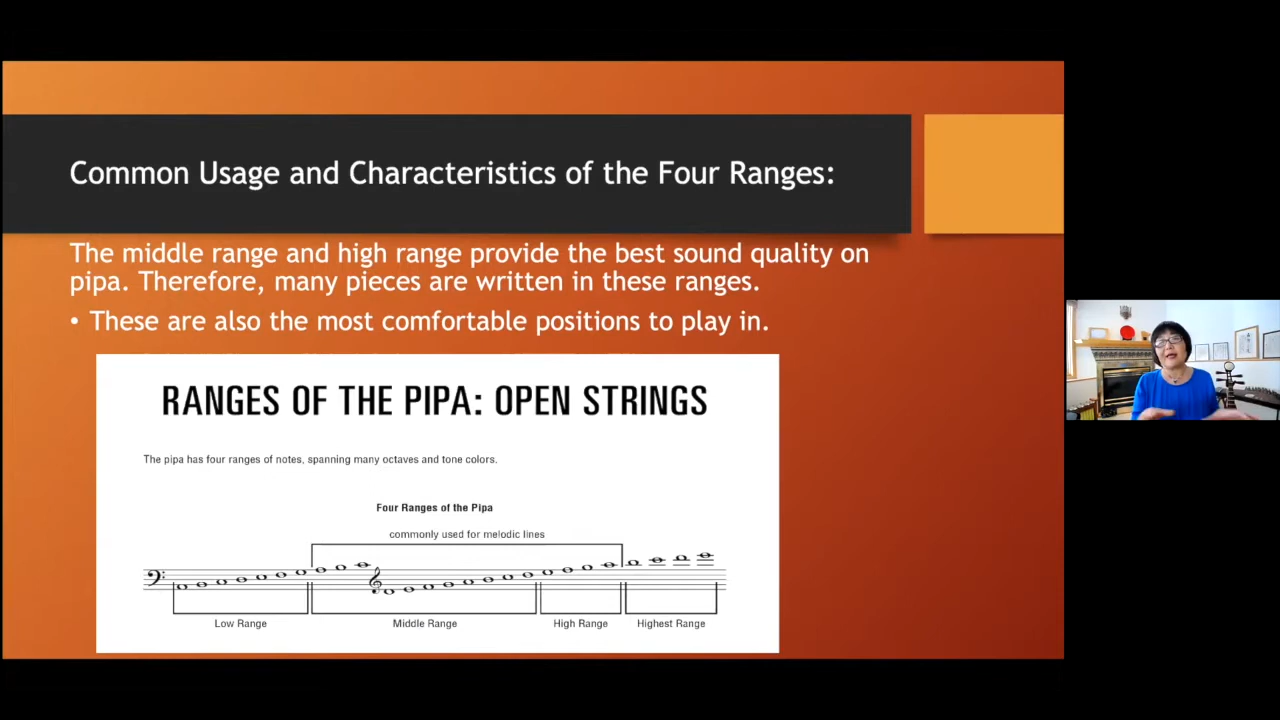 Common Usage and Characteristics of the Four Ranges:
The middle range and high range provide the best sound quality on
pipa. Therefore, many pieces are written in these ranges.
• These are also the most comfortable positions to play in.
RANGES OF THE PIPA: OPEN STRINGS
The pipa has four ranges of notes, spanning many octaves and tone colors.
Four Ranges of the Pipa
commonly used for melodic lines
Low Range
Middle Range
High Range
Highest Range